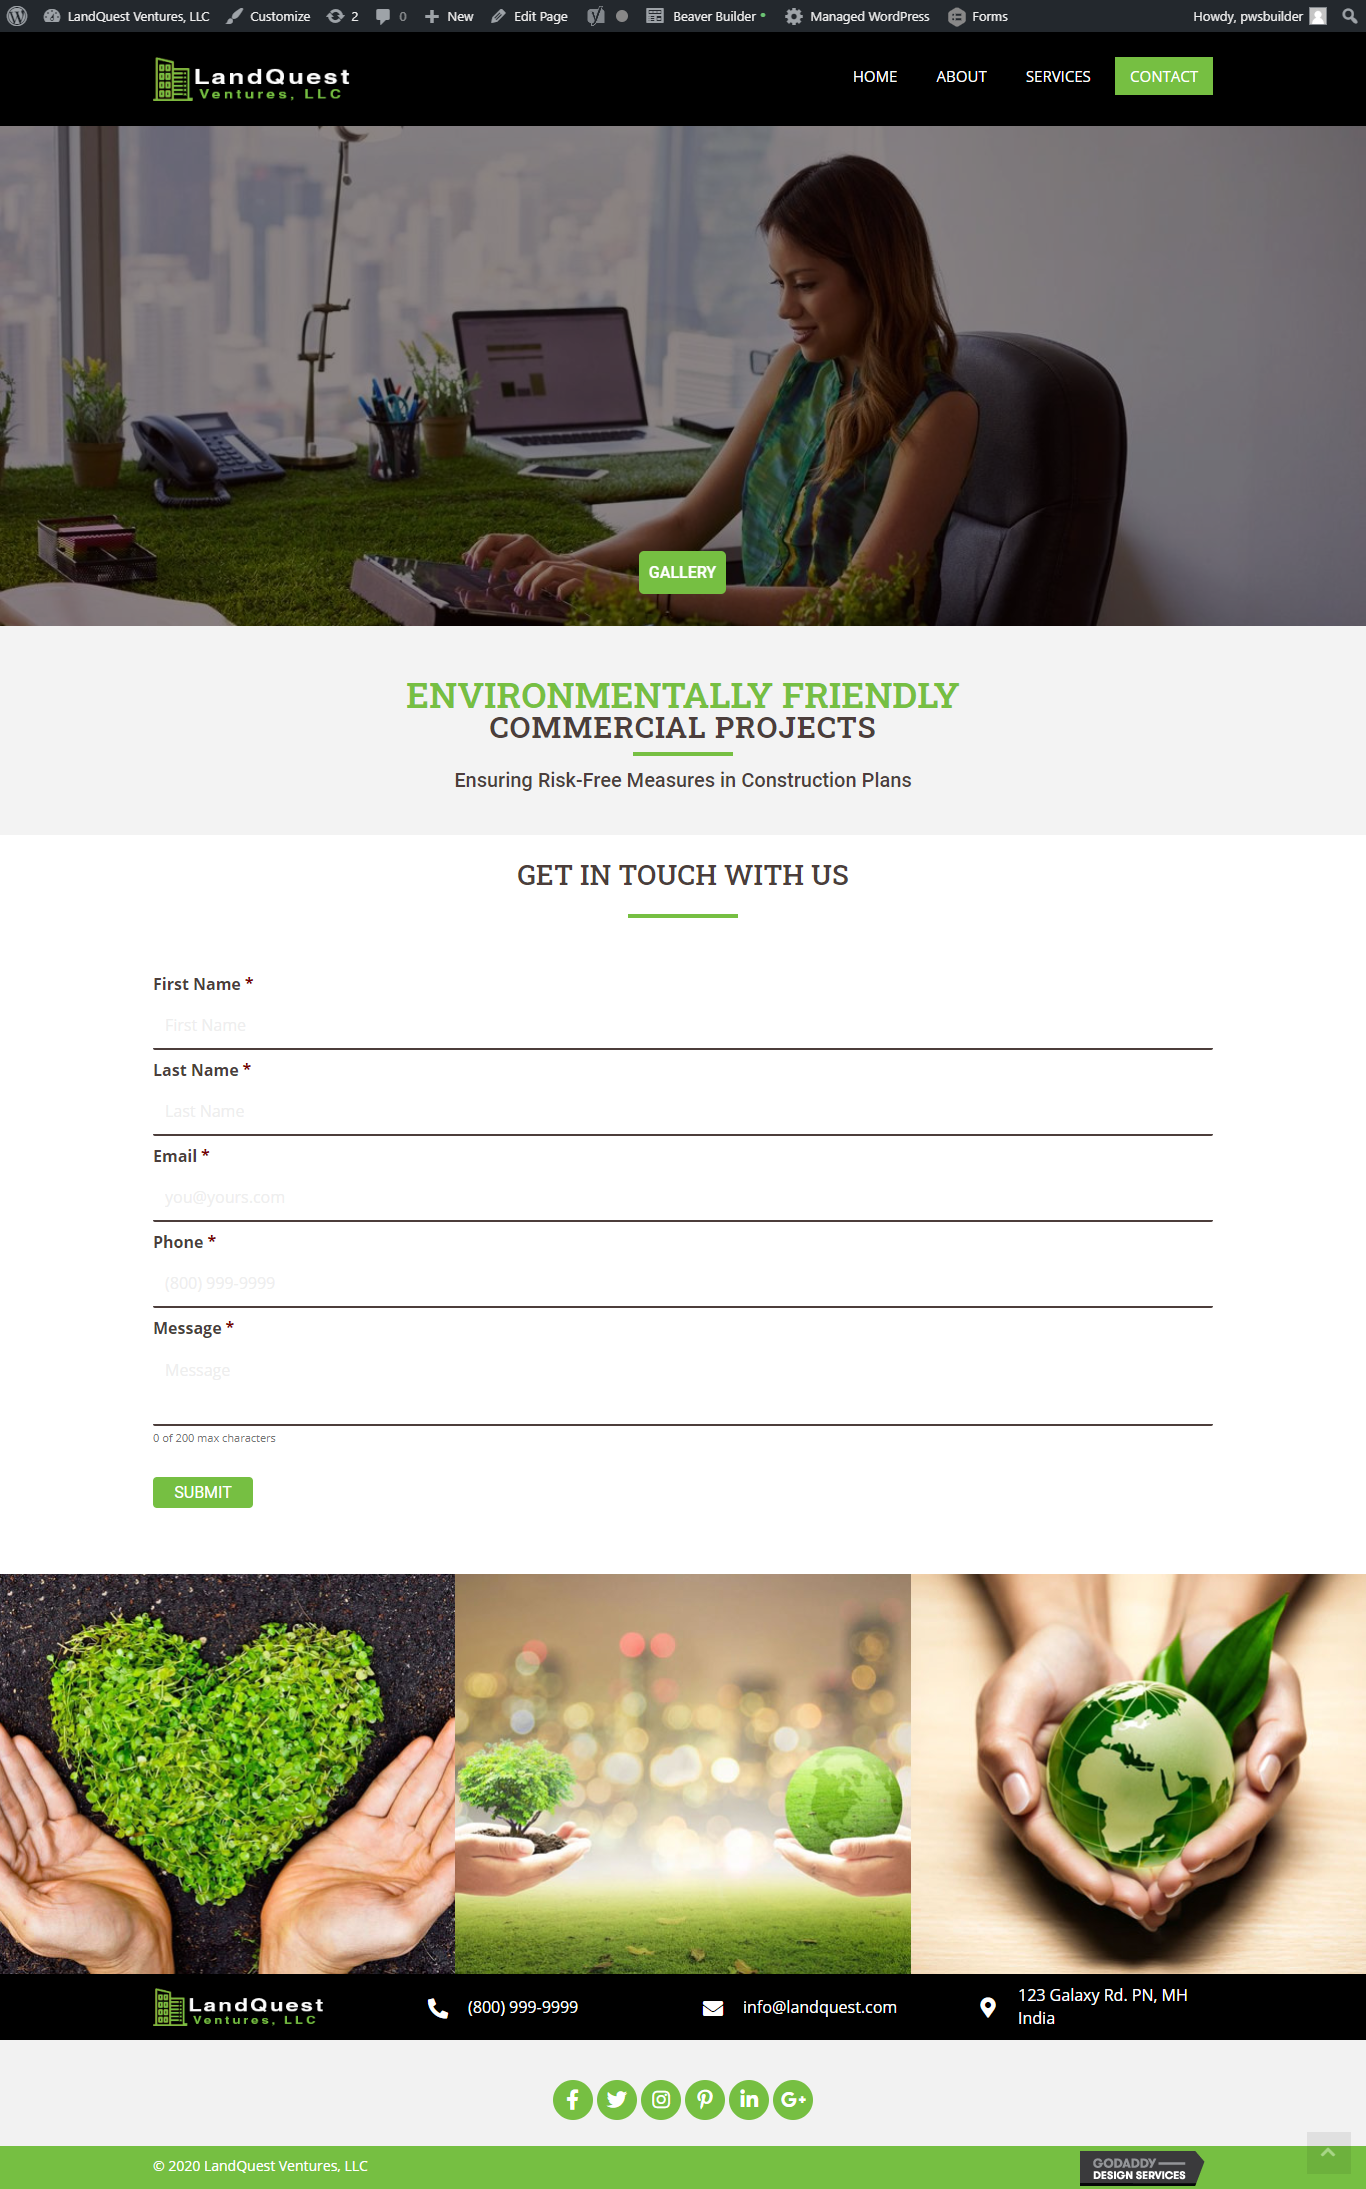 LandQuest Ventures, LLC
Customize
2
0
New
Edit Page
Beaver Builder
Managed WordPress
Forms
Howdy, pwsbuilder
LandQuest
Ventures, LLC
HOME
ABOUT
SERVICES
CONTACT
GALLERY
ENVIRONMENTALLY FRIENDLY
COMMERCIAL PROJECTS
Ensuring Risk-Free Measures in Construction Plans
GET IN TOUCH WITH US
First Name *
First Name
Last Name *
Last Name
Email *
you@yours.com
Phone *
(800) 999-9999
Message *
Message
0 of 200 max characters
SUBMIT
LandQuest
Ventures, LLC
(800) 999-9999
info@landquest.com
123 Galaxy Rd. PN, MH
India
© 2020 LandQuest Ventures, LLC
GODADDY
DESIGN SERVICES